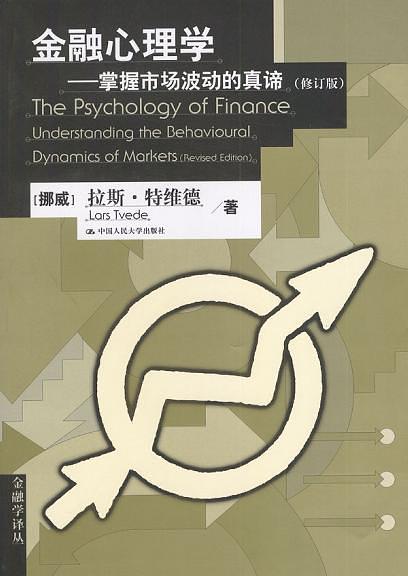 金融心理学
——掌握市场波动的真谛（修订版）
The Psychology of Finance
Understanding the Behavioural
Dynamics of Markets (Revised Edition)
[挪威] 拉斯·特维德 / 著
Lars Tvede
中国人民大学出版社
金融学译丛